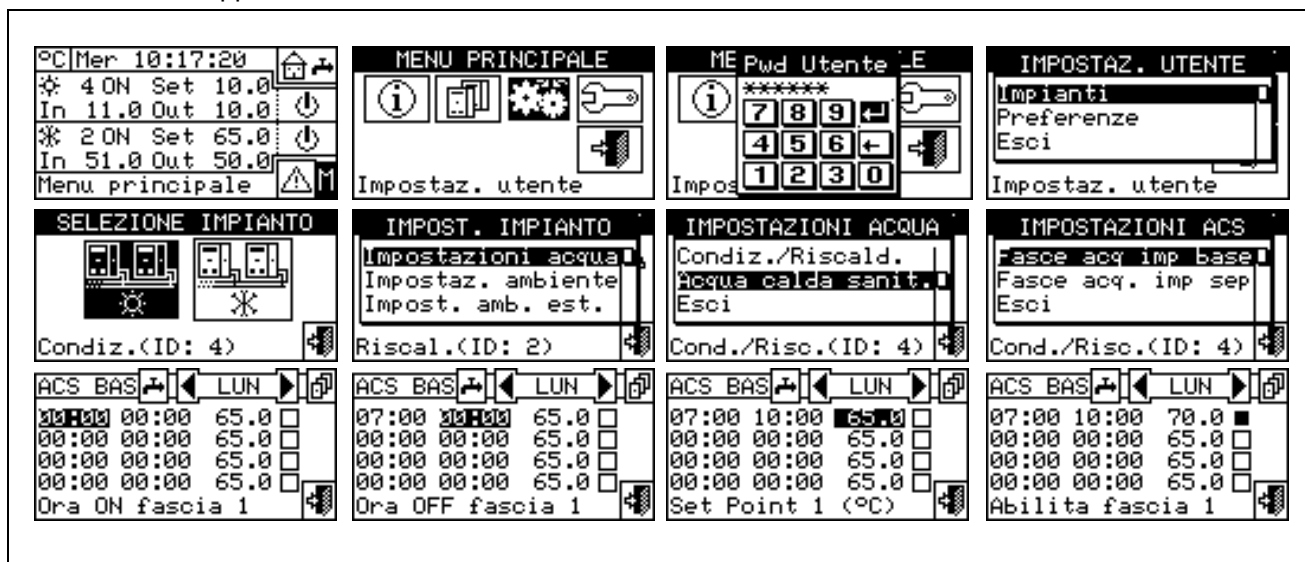 °C Mer 10:17:20
4 ON Set 10.0
In 11.0 Out 10.0
2 ON Set 65.0
In 51.0 Out 50.0
Menu principale M
MENU PRINCIPALE
i
Impostaz. utente
ME Pwd Utente LE
******
i 7 8 9
4 5 6
Impos 1 2 3 0
IMPOSTAZ. UTENTE
Impianti
Preferenze
Esci
Impostaz. utente
SELEZIONE IMPIANTO
Condiz.(ID: 4)
IMPOST. IMPIANTO
Impostazioni acqua
Impostaz. ambiente
Impost. amb. est.
Riscal.(ID: 2)
IMPOSTAZIONI ACQUA
Condiz./Riscald.
Acqua calda sanit.
Esci
Cond./Risc.(ID: 4)
IMPOSTAZIONI ACS
Fasce acq imp base
Fasce acq. imp sep
Esci
Cond./Risc.(ID: 4)
ACS BAS LUN
00:00 00:00 65.0
00:00 00:00 65.0
00:00 00:00 65.0
00:00 00:00 65.0
Ora ON fascia 1
ACS BAS LUN
07:00 00:00 65.0
00:00 00:00 65.0
00:00 00:00 65.0
00:00 00:00 65.0
Ora OFF fascia 1
ACS BAS LUN
07:00 10:00 65.0
00:00 00:00 65.0
00:00 00:00 65.0
00:00 00:00 65.0
Set Point 1 (°C)
ACS BAS LUN
07:00 10:00 70.0
00:00 00:00 65.0
00:00 00:00 65.0
00:00 00:00 65.0
Abilita fascia 1